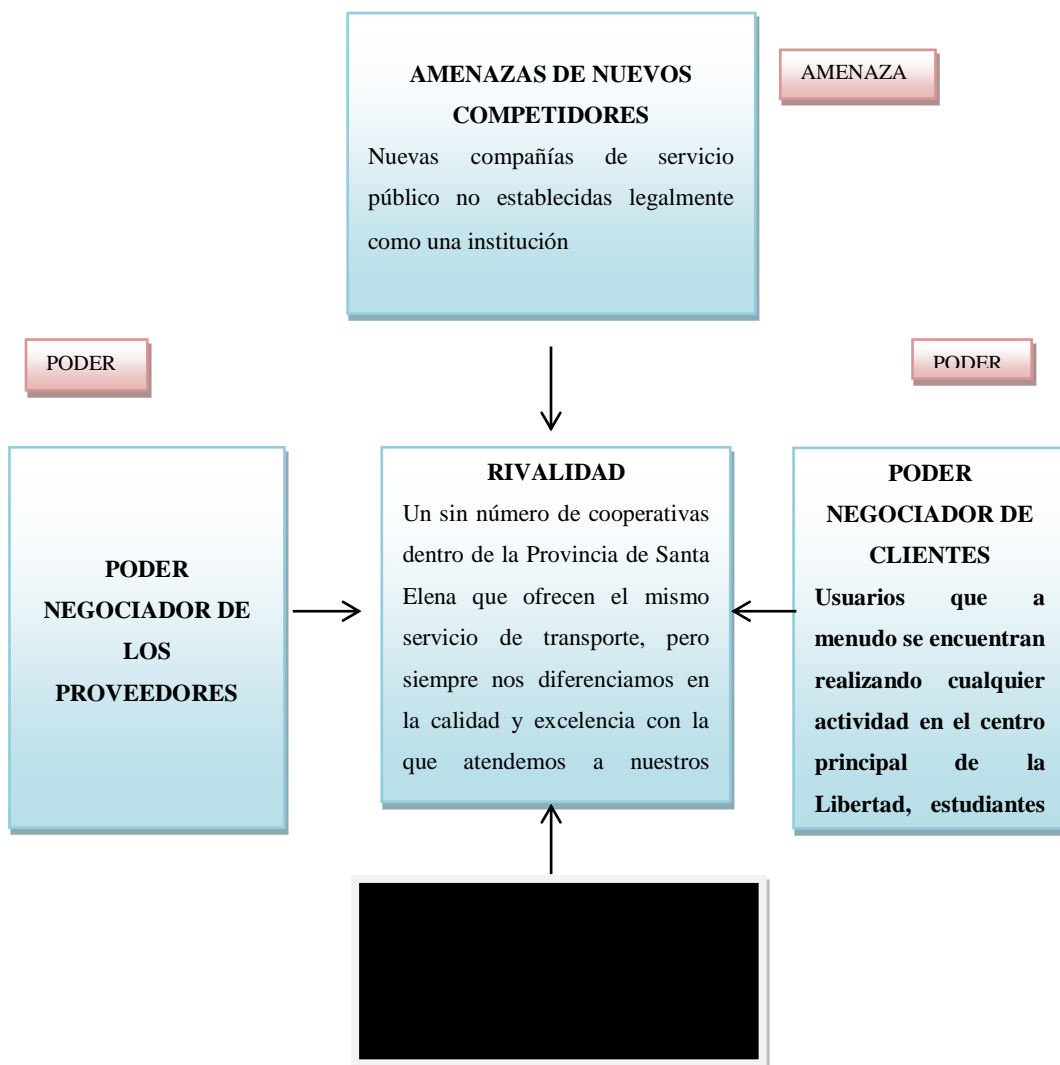 AMENAZAS DE NUEVOS
COMPETIDORES
Nuevas compañías de servicio
público no establecidas legalmente
como una institución
AMENAZA
PODER
PODER
PODER
NEGOCIADOR DE
LOS
PROVEEDORES
RIVALIDAD
Un sin número de cooperativas
dentro de la Provincia de Santa
Elena que ofrecen el mismo
servicio de transporte, pero
siempre nos diferenciamos en
la calidad y excelencia con la
que atendemos a nuestros
PODER
NEGOCIADOR DE
CLIENTES
Usuarios que a
menudo se encuentran
realizando cualquier
actividad en el centro
principal de la
Libertad, estudiantes